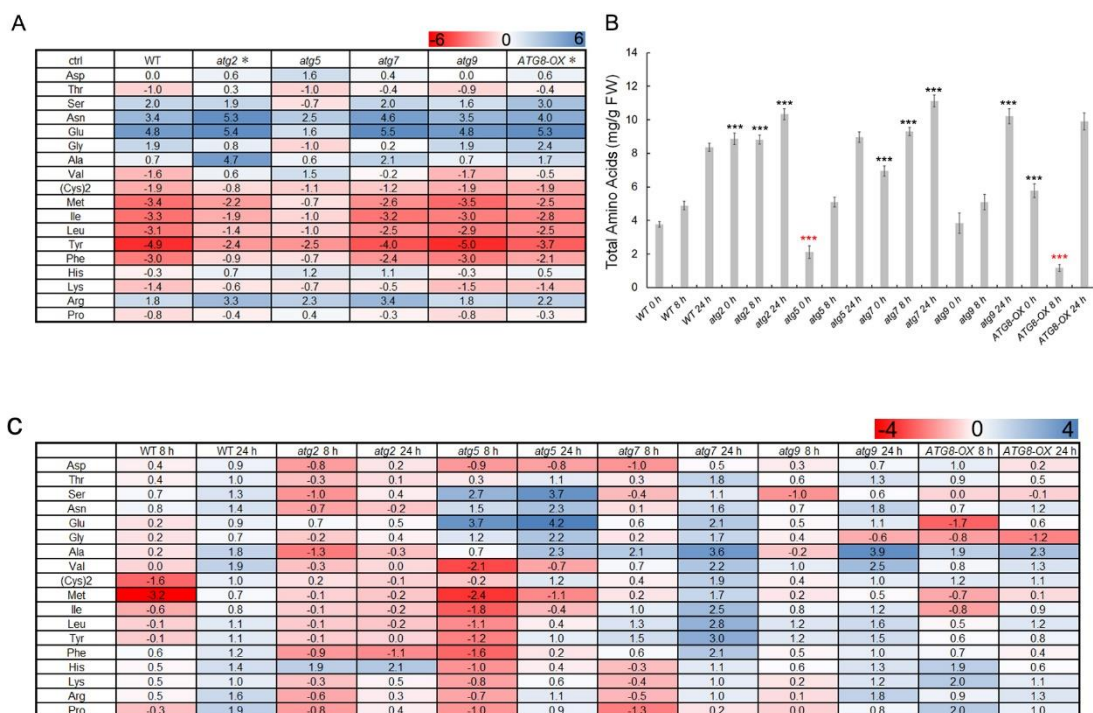 A
-6 0 6
ctrl WT atg2 * atg5 atg7 atg9 ATG8-OX *
Asp 0.0 0.6 1.6 0.4 0.0 0.6
Thr -1.0 0.3 -1.0 -0.4 -0.9 -0.4
Ser 2.0 1.9 -0.7 2.0 1.6 3.0
Asn 3.4 5.3 2.5 4.6 3.5 4.0
Glu 4.8 5.4 1.6 5.5 4.8 5.3
Gly 1.9 0.8 -1.0 0.2 1.9 2.4
Ala 0.7 4.7 0.6 2.1 0.7 1.7
Val -1.6 0.6 1.5 -0.2 -1.7 -0.5
(Cys)2 -1.9 -0.8 -1.1 -1.2 -1.9 -1.9
Met -3.4 -2.2 -0.7 -2.6 -3.5 -2.5
Ile -3.3 -1.9 -1.0 -3.2 -3.0 -2.8
Leu -3.1 -1.4 -1.0 -2.5 -2.9 -2.5
Tyr -4.9 -2.4 -2.5 -4.0 -5.0 -3.7
Phe -3.0 -0.9 -0.7 -2.4 -3.0 -2.1
His -0.3 0.7 1.2 1.1 -0.3 0.5
Lys -1.4 -0.6 -0.7 -0.5 -1.5 -1.4
Arg 1.8 3.3 2.3 3.4 1.8 2.2
Pro -0.8 -0.4 0.4 -0.3 -0.8 -0.3
B
Total Amino Acids (mg/g FW)
14
12
10
8
6
4
2
0
*** *** *** *** *** *** *** *** *** ***
WT 0 h WT 8 h WT 24 h atg2 0 h atg2 8 h atg2 24 h atg5 0 h atg5 8 h atg5 24 h atg7 0 h atg7 8 h atg7 24 h atg9 0 h atg9 8 h atg9 24 h ATG8-OX 0 h ATG8-OX 8 h ATG8-OX 24 h
C
-4 0 4
WT 8 h WT 24 h atg2 8 h atg2 24 h atg5 8 h atg5 24 h atg7 8 h atg7 24 h atg9 8 h atg9 24 h ATG8-OX 8 h ATG8-OX 24 h
Asp 0.4 0.9 -0.8 0.2 -0.9 -0.8 -1.0 0.5 0.3 0.7 1.0 0.2
Thr 0.4 1.0 -0.3 0.1 0.3 1.1 0.3 1.8 0.6 1.3 0.9 0.5
Ser 0.7 1.3 -1.0 0.4 2.7 3.7 -0.4 1.1 -1.0 0.6 0.0 -0.1
Asn 0.8 1.4 -0.7 -0.2 1.5 2.3 0.1 1.6 0.7 1.8 0.7 1.2
Glu 0.2 0.9 0.7 0.5 3.7 4.2 0.6 2.1 0.5 1.1 -1.7 0.6
Gly 0.2 0.7 -0.2 0.4 1.2 2.2 0.2 1.7 0.4 -0.6 -0.8 -1.2
Ala 0.2 1.8 -1.3 -0.3 0.7 2.3 2.1 3.6 -0.2 3.9 1.9 2.3
Val 0.0 1.9 -0.3 -0.2 -2.1 -0.7 0.7 2.2 1.0 2.5 0.8 1.3
(Cys)2 -1.6 1.0 0.2 -0.1 -0.2 1.2 0.4 1.9 0.4 1.0 1.2 1.1
Met -3.2 0.7 -0.1 -0.2 -2.4 -1.1 0.2 1.7 0.2 0.5 -0.7 0.1
Ile -0.6 0.8 -0.1 -0.2 -1.8 -0.4 1.0 2.5 0.8 1.2 -0.8 0.9
Leu -0.1 1.1 -0.1 -0.2 -1.1 0.4 1.3 2.8 1.2 1.6 0.5 1.2
Tyr -0.1 1.1 -0.1 0.0 -1.2 1.0 1.5 3.0 1.2 1.5 0.6 0.8
Phe 0.6 1.2 -0.9 -1.1 -1.6 0.2 0.6 2.1 0.5 1.0 0.7 0.4
His 0.5 1.4 1.9 2.1 -1.0 0.4 -0.3 1.1 0.6 1.3 1.9 0.6
Lys 0.5 1.0 -0.3 0.5 -0.8 0.6 -0.4 1.0 0.2 1.2 2.0 1.1
Arg 0.5 1.6 -0.6 0.3 -0.7 1.1 -0.5 1.0 0.1 1.8 0.9 1.3
Pro -0.3 1.9 -0.8 0.4 -1.0 0.9 -1.3 0.2 0.0 0.8 2.0 1.0